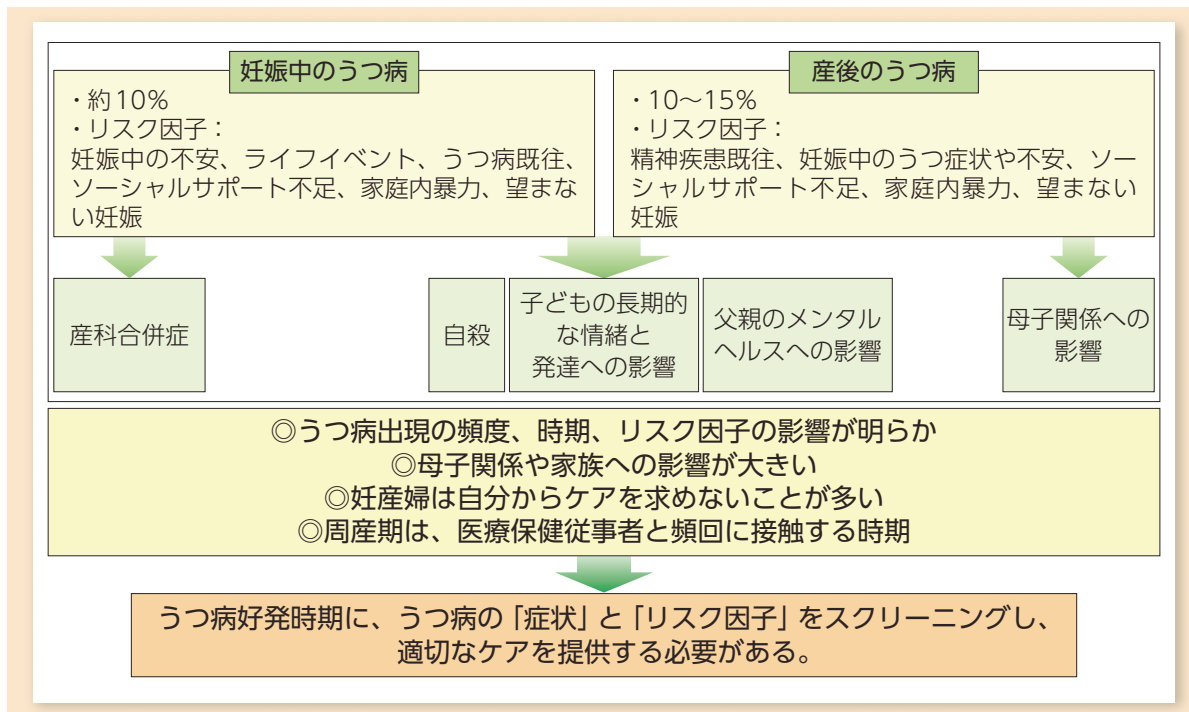 妊娠中のうつ病
・約10%
・リスク因子：
妊娠中の不安、ライフイベント、うつ病既往、
ソーシャルサポート不足、家庭内暴力、望まな
い妊娠
産後のうつ病
・10〜15%
・リスク因子：
精神疾患既往、妊娠中のうつ症状や不安、ソー
シャルサポート不足、家庭内暴力、望まない
妊娠
産科合併症
自殺
子どもの長期的
な情緒と
発達への影響
父親のメンタル
ヘルスへの影響
母子関係への
影響
◎うつ病出現の頻度、時期、リスク因子の影響が明らか
◎母子関係や家族への影響が大きい
◎妊産婦は自分からケアを求めないことが多い
◎周産期は、医療保健従事者と頻回に接触する時期
うつ病好発時期に、うつ病の「症状」と「リスク因子」をスクリーニングし、
適切なケアを提供する必要がある。